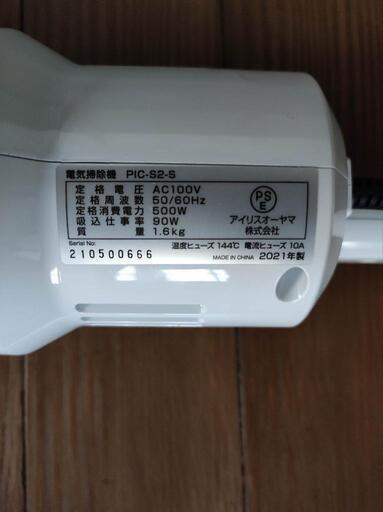 電気掃除機 PIC-S2-S
定格電圧 AC100V
定格周波数 50/60Hz
定格消費電力 500W
吸込仕事率 90W
質量 1.6kg
PS
E
アイリスオーヤマ
株式会社
Serial No:
210500666
温度ヒューズ 144℃ 電流ヒューズ 10A
MADE IN CHINA 2021年製